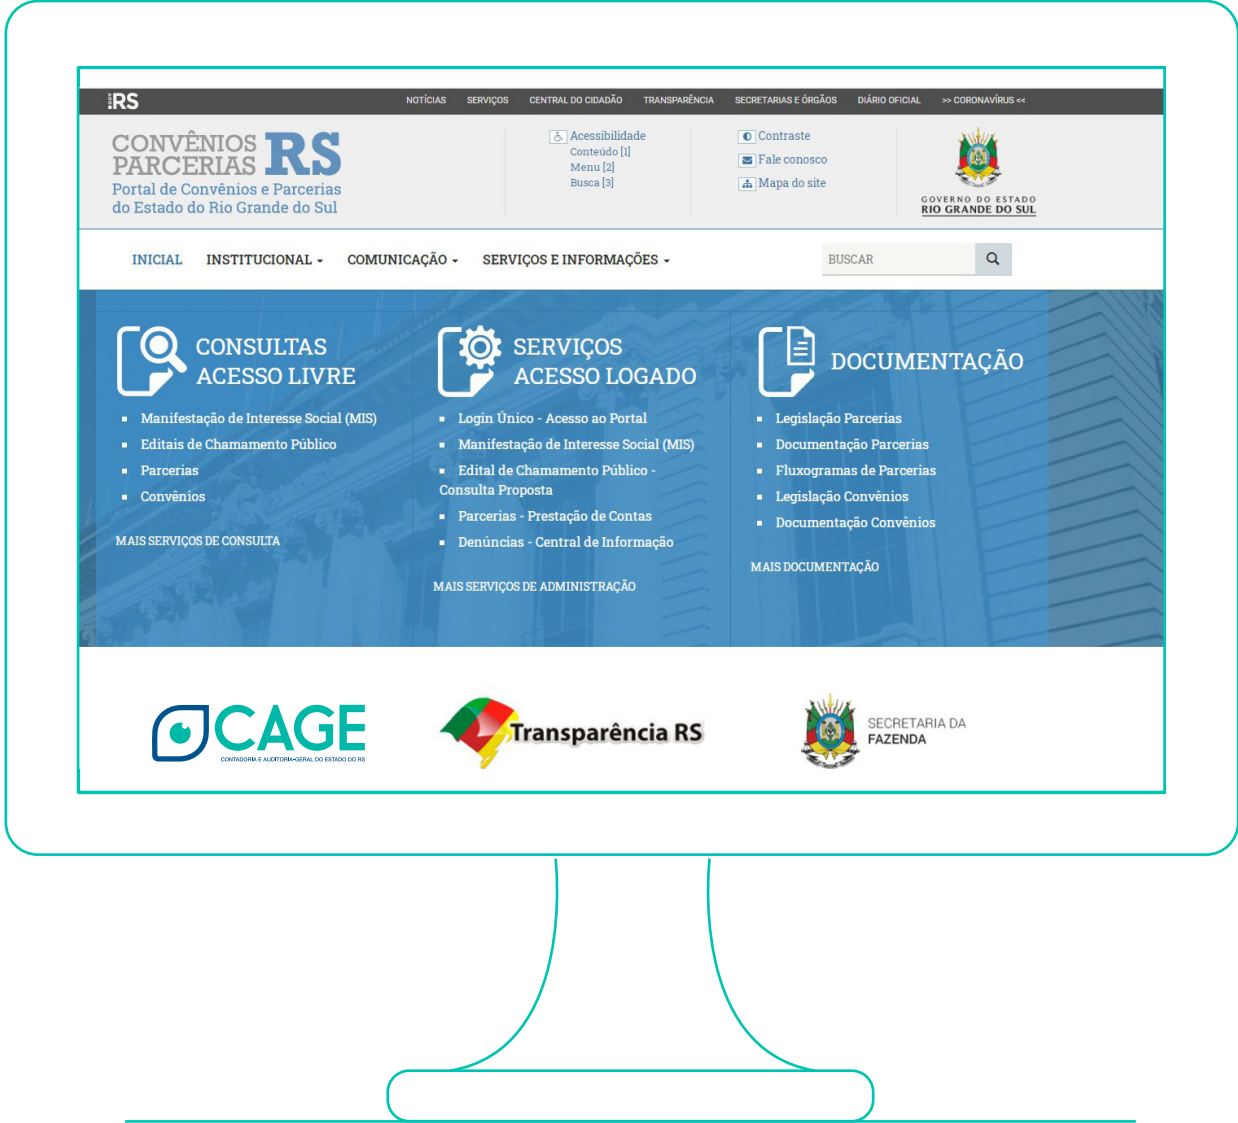 GOV RS
NOTÍCIAS SERVIÇOS CENTRAL DO CIDADÃO TRANSPARÊNCIA SECRETARIAS E ÓRGÃOS DIÁRIO OFICIAL >> CORONAVÍRUS <<
CONVÊNIOS
PARCERIAS RS
Portal de Convênios e Parcerias
do Estado do Rio Grande do Sul
Acessibilidade
Conteúdo [1]
Menu [2]
Busca [3]
Contraste
Fale conosco
Mapa do site
GOVERNO DO ESTADO
RIO GRANDE DO SUL
INICIAL INSTITUCIONAL COMUNICAÇÃO SERVIÇOS E INFORMAÇÕES BUSCAR
CONSULTAS
ACESSO LIVRE
Manifestação de Interesse Social (MIS)
Editais de Chamamento Público
Parcerias
Convênios
MAIS SERVIÇOS DE CONSULTA
SERVIÇOS
ACESSO LOGADO
Login Único - Acesso ao Portal
Manifestação de Interesse Social (MIS)
Edital de Chamamento Público -
Consulta Proposta
Parcerias - Prestação de Contas
Denúncias - Central de Informação
MAIS SERVIÇOS DE ADMINISTRAÇÃO
DOCUMENTAÇÃO
Legislação Parcerias
Documentação Parcerias
Fluxogramas de Parcerias
Legislação Convênios
Documentação Convênios
MAIS DOCUMENTAÇÃO
CAGE
CONTADORIA E AUDITORIA-GERAL DO ESTADO DO RS
Transparência RS
SECRETARIA DA
FAZENDA